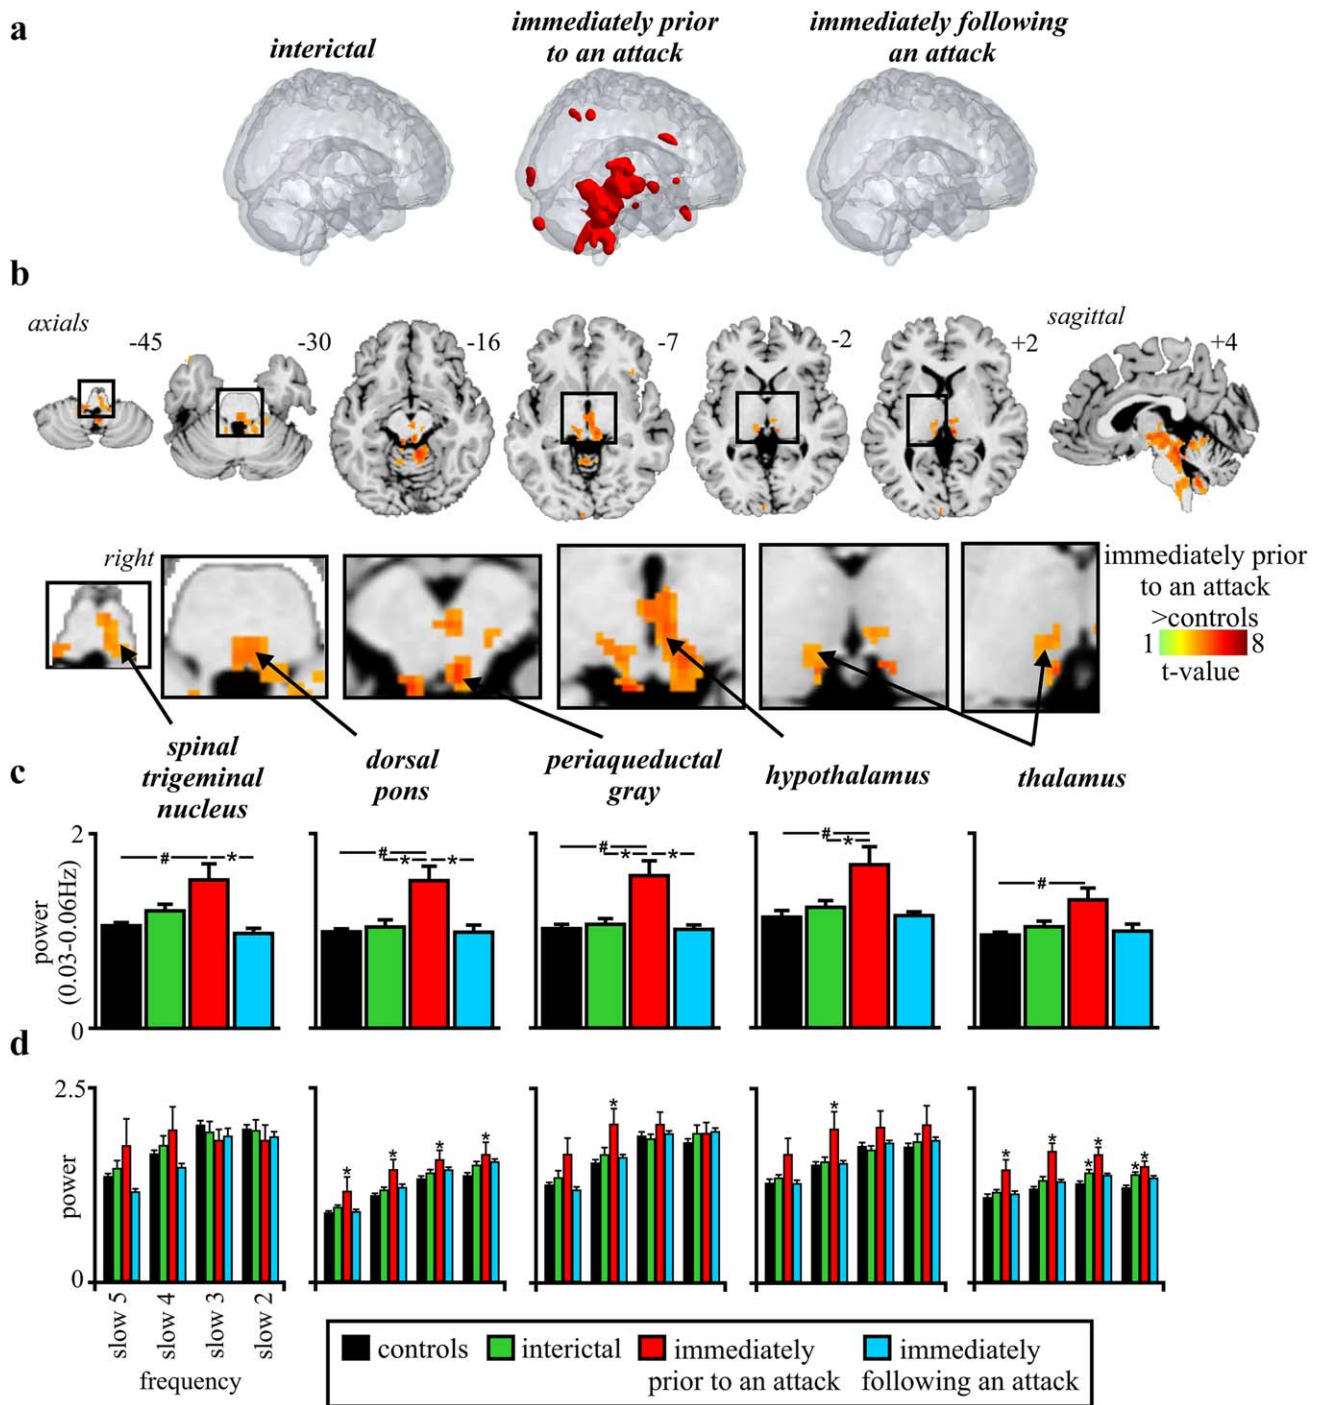 a
interictal
immediately prior
to an attack
immediately following
an attack
b
axials
-45
-30
-16
-7
-2
+2
sagittal
+4
right
immediately prior
to an attack
>controls
1
8
t-value
c
spinal
trigeminal
nucleus
dorsal
pons
periaqueductal
gray
hypothalamus
thalamus
2
power
(0.03-0.06Hz)
0
# *
# * *
# * *
# *
#
d
2.5
power
0
* * * *
*
*
* * * * * *
slow 5
slow 4
slow 3
slow 2
frequency
controls
interictal
immediately
prior to an attack
immediately
following an attack